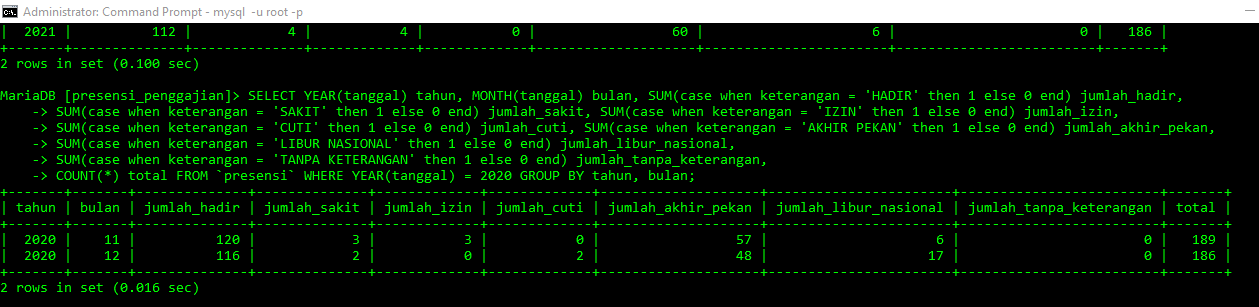 Administrator: Command Prompt - mysql  -u root -p
|  2021 |          112 |            4 |           4 |           0 |                 60 |                     6 |                        0 |   186 |
+-------+--------------+--------------+-------------+-------------+--------------------+-----------------------+--------------------------+-------+
2 rows in set (0.100 sec)
MariaDB [presensi_penggajian]> SELECT YEAR(tanggal) tahun, MONTH(tanggal) bulan, SUM(case when keterangan = 'HADIR' then 1 else 0 end) jumlah_hadir,
    -> SUM(case when keterangan = 'SAKIT' then 1 else 0 end) jumlah_sakit, SUM(case when keterangan = 'IZIN' then 1 else 0 end) jumlah_izin,
    -> SUM(case when keterangan = 'CUTI' then 1 else 0 end) jumlah_cuti, SUM(case when keterangan = 'AKHIR PEKAN' then 1 else 0 end) jumlah_akhir_pekan,
    -> SUM(case when keterangan = 'LIBUR NASIONAL' then 1 else 0 end) jumlah_libur_nasional,
    -> SUM(case when keterangan = 'TANPA KETERANGAN' then 1 else 0 end) jumlah_tanpa_keterangan,
    -> COUNT(*) total FROM `presensi` WHERE YEAR(tanggal) = 2020 GROUP BY tahun, bulan;
+-------+-------+--------------+--------------+-------------+-------------+--------------------+-----------------------+-------------------------+-------+
| tahun | bulan | jumlah_hadir | jumlah_sakit | jumlah_izin | jumlah_cuti | jumlah_akhir_pekan | jumlah_libur_nasional | jumlah_tanpa_keterangan | total |
+-------+-------+--------------+--------------+-------------+-------------+--------------------+-----------------------+-------------------------+-------+
|  2020 |    11 |          120 |            3 |           3 |           0 |                 57 |                     6 |                       0 |   189 |
|  2020 |    12 |          116 |            2 |           0 |           2 |                 48 |                    17 |                       0 |   186 |
+-------+-------+--------------+--------------+-------------+-------------+--------------------+-----------------------+-------------------------+-------+
2 rows in set (0.016 sec)